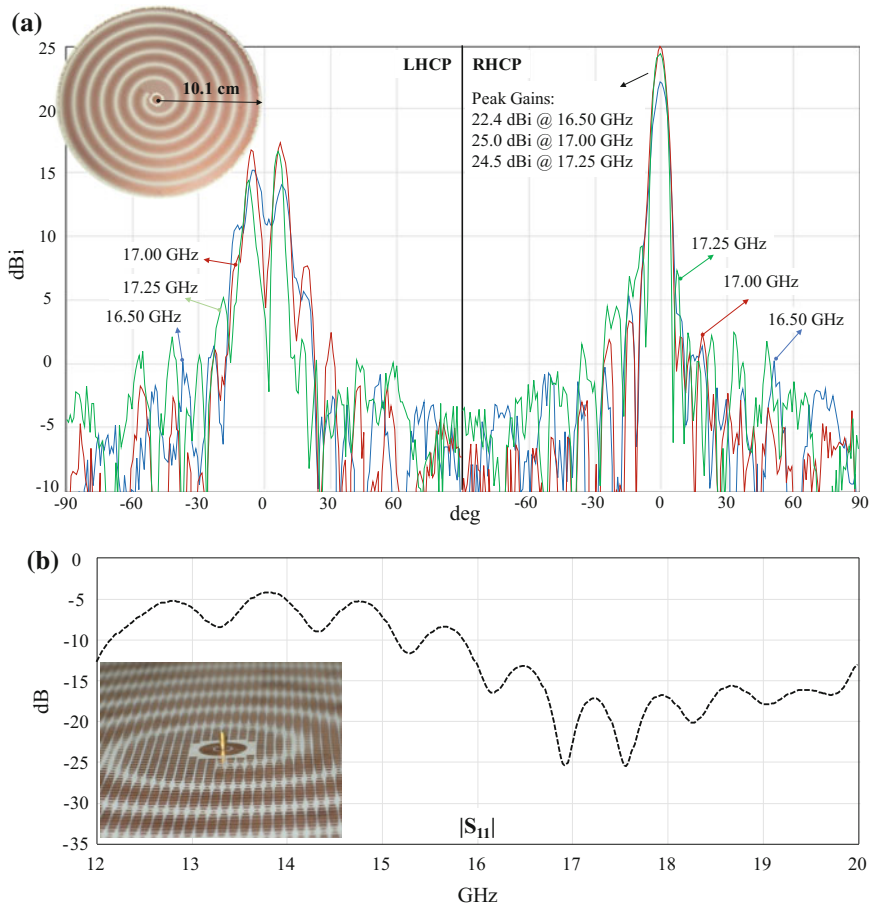 (a)
25
20
15
10
5
0
-5
-10
dBi
10.1 cm
LHCP
RHCP
Peak Gains:
22.4 dBi @ 16.50 GHz
25.0 dBi @ 17.00 GHz
24.5 dBi @ 17.25 GHz
17.00 GHz
17.25 GHz
16.50 GHz
17.25 GHz
17.00 GHz
16.50 GHz
-90 -60 -30 0 30 60 -60 -30 0 30 60 90
deg
(b)
0
-5
-10
-15
-20
-25
-30
-35
dB
|S11|
12 13 14 15 16 17 18 19 20
GHz